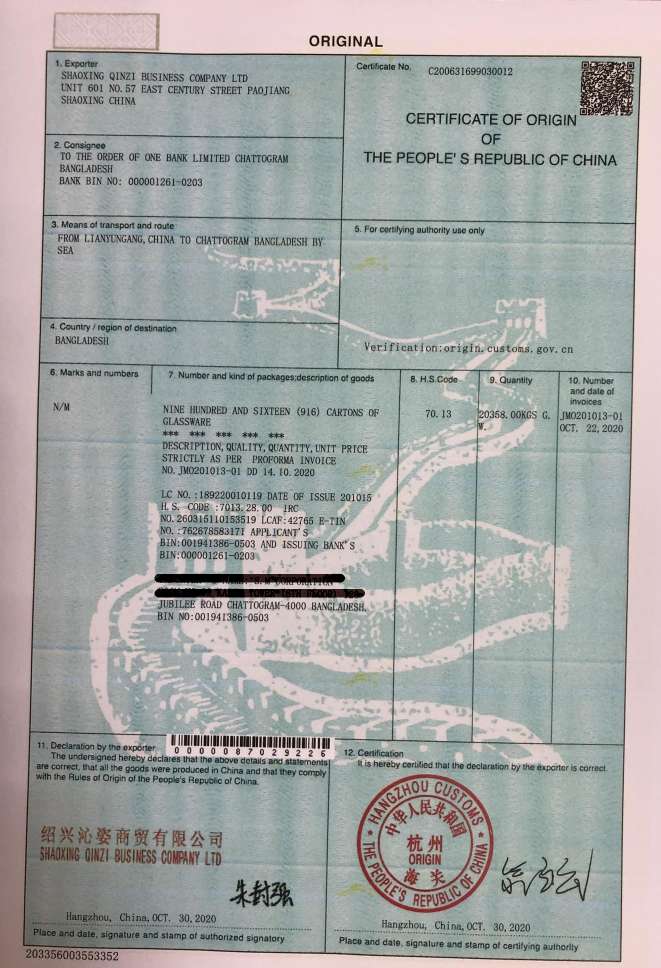 ORIGINAL
1. Exporter
SHAOXING QINZI BUSINESS COMPANY LTD
UNIT 601 NO.57 EAST CENTURY STREET PAOJIANG
SHAOXING CHINA
Certificate No. C200631699030012
CERTIFICATE OF ORIGIN
OF
THE PEOPLE'S REPUBLIC OF CHINA
2. Consignee
TO THE ORDER OF ONE BANK LIMITED CHATTOGRAM
BANGLADESH
BANK BIN NO: 000001261-0203
3. Means of transport and route
FROM LIANYUNGANG, CHINA TO CHATTOGRAM BANGLADESH BY
SEA
4. Country / region of destination
BANGLADESH
5. For certifying authority use only
Verification:origin.customs.gov.cn
6. Marks and numbers
N/M
7. Number and kind of packages;description of goods
NINE HUNDRED AND SIXTEEN (916) CARTONS OF
GLASSWARE
*** *** *** *** ***
DESCRIPTION, QUALITY, QUANTITY, UNIT PRICE
STRICTLY AS PER PROFORMA INVOICE
NO. JMO201013-01 DD 14.10.2020
LC NO. :189220010119 DATE OF ISSUE 201015
H.S. CODE :7013.28.00 IRC
NO. 260315110153519 LCAF:42765 E-TIN
NO. :762678583171 APPLICANT'S
BIN:001941386-0503 AND ISSUING BANK'S
BIN:000001261-0203
CORPORATION
JUBILEE ROAD CHATTOGRAM-4000 BANGLADESH.
BIN NO:001941386-0503
8. H.S.Code
70.13
9. Quantity
20358.00KGS G.
W.
10. Number
and date of
invoices
JMO201013-01
OCT. 22, 2020
11. Declaration by the exporter
0000087029226
The undersigned hereby declares that the above details and statements
are correct, that all the goods were produced in China and that they comply
with the Rules of Origin of the People's Republic of China.
绍兴沁姿商贸有限公司
SHAOXING QINZI BUSINESS COMPANY LTD
朱封强
Hangzhou, China, OCT. 30, 2020
Place and date, signature and stamp of authorized signatory
12. Certification
It is hereby certified that the declaration by the exporter is correct.
HANGZHOU CUSTOMS
中华人民共和国
杭州
ORIGIN
海关
THE PEOPLE'S REPUBLIC OF CHINA
Hangzhou, China, OCT. 30, 2020
Place and date, signature and stamp of certifying authority
203356003553352